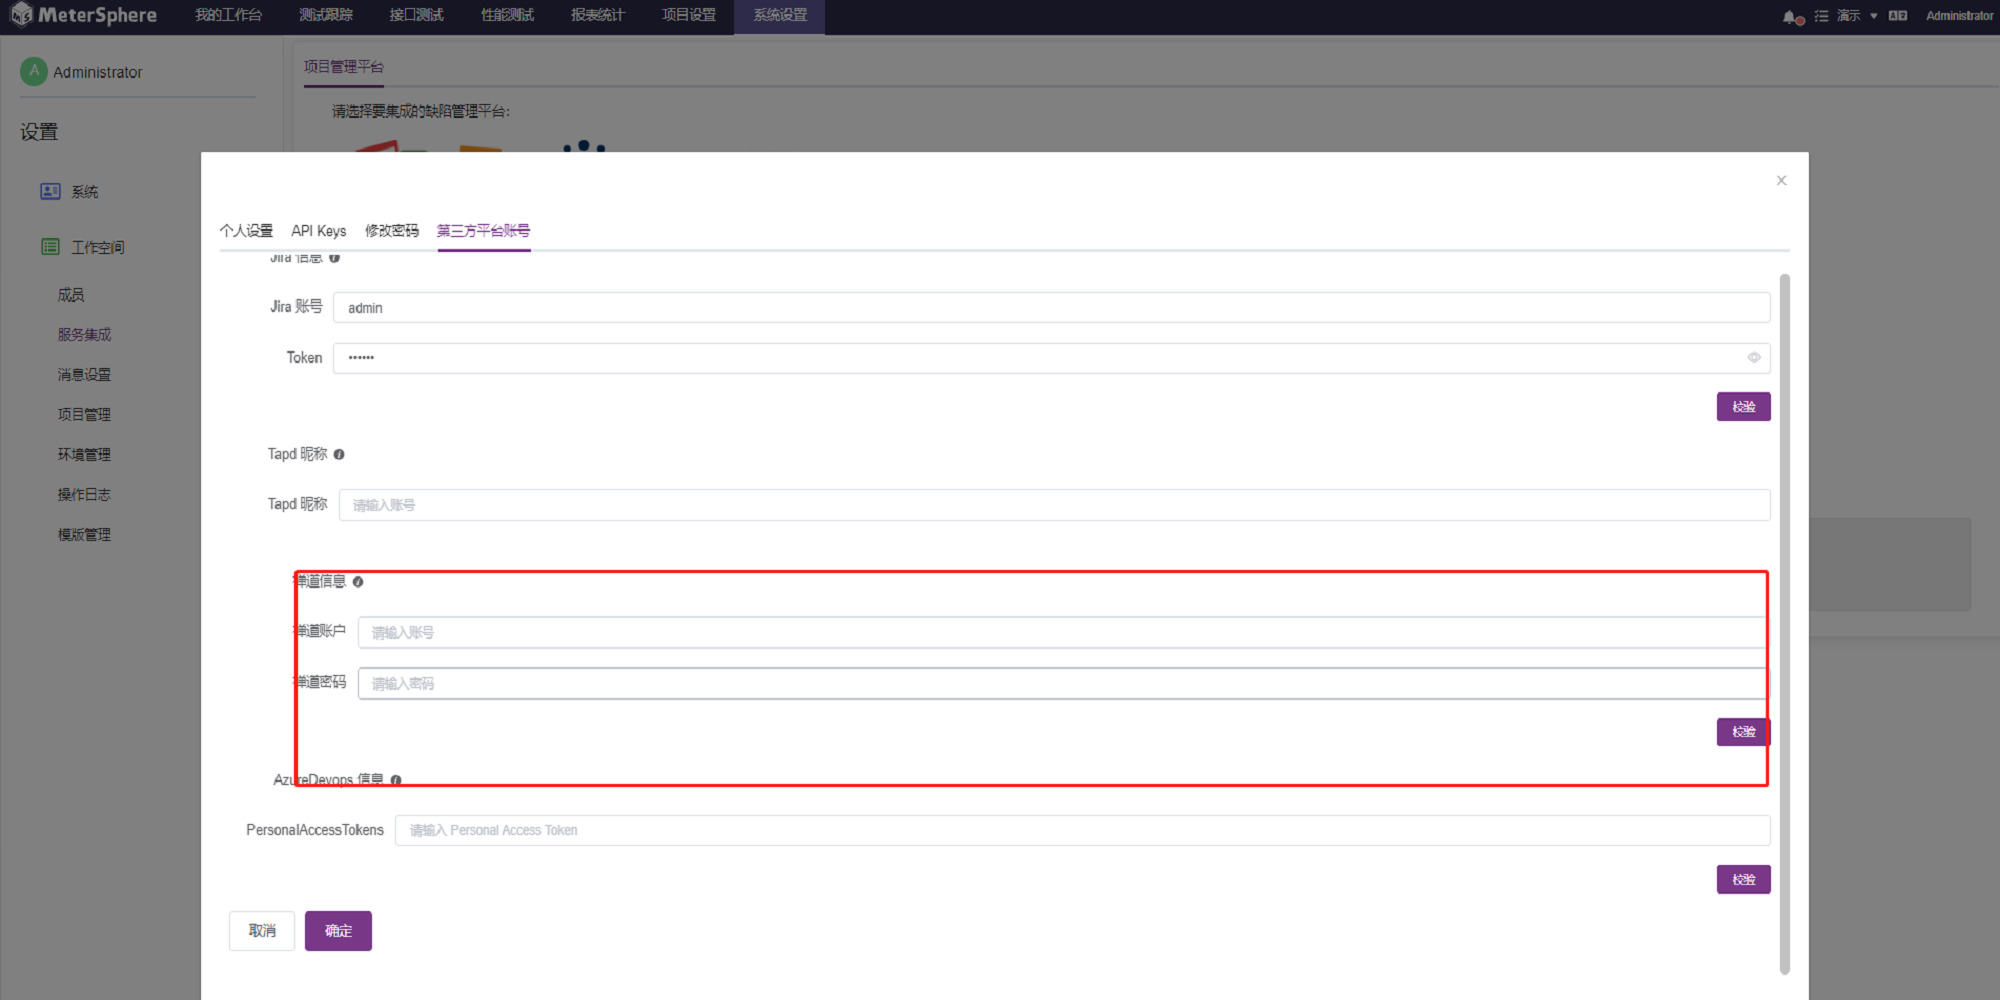 MeterSphere 我的工作台 测试跟踪 接口测试 性能测试 报表统计 项目设置 系统设置 演示 Administrator
A Administrator
项目管理平台
请选择要集成的缺陷管理平台:
设置
系统
工作空间
成员
服务集成
消息设置
项目管理
环境管理
操作日志
模版管理
个人设置 API Keys 修改密码 第三方平台账号
Jira 信息
Jira 账号 admin
Token ••••••
校验
Tapd 昵称
Tapd 昵称 请输入账号
禅道信息
禅道账户 请输入账号
禅道密码 请输入密码
校验
AzureDevops 信息
PersonalAccessTokens 请输入 Personal Access Token
校验
取消 确定